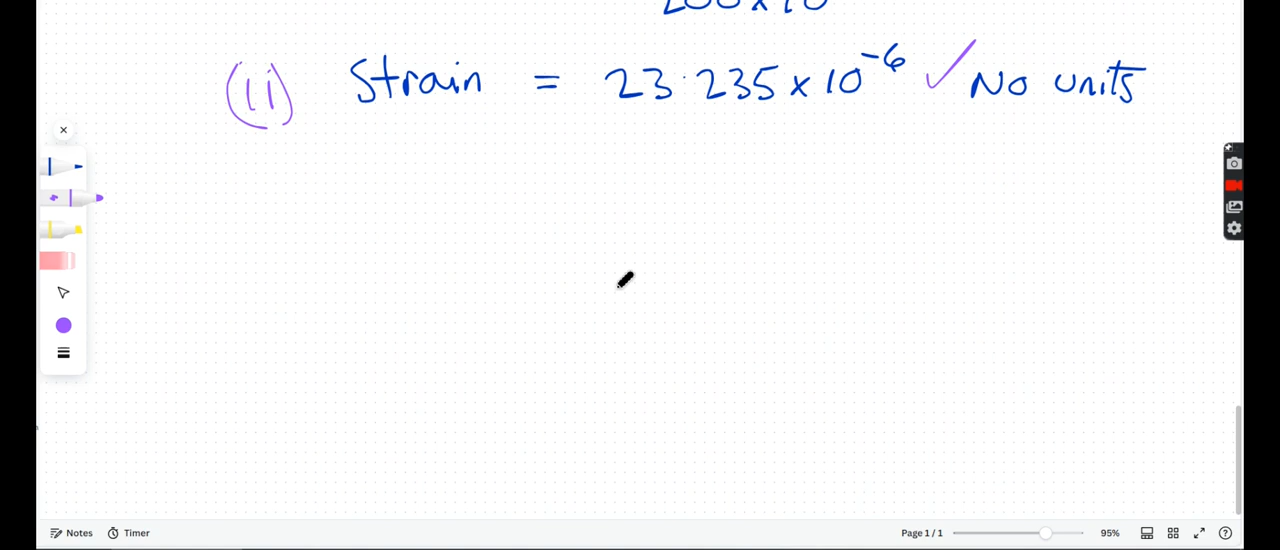 (ii) Strain = 23.235 x 10^-6 ✓ No units
Notes Timer Page 1 / 1 95%